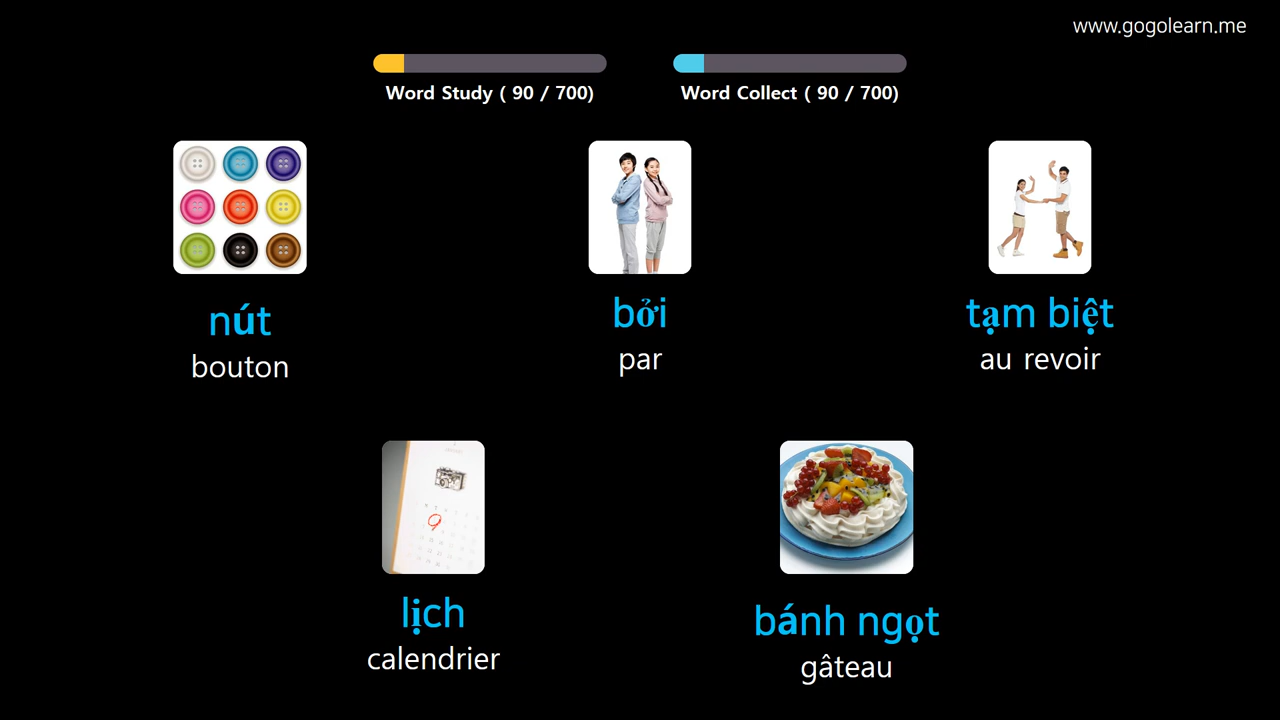 www.gogolearn.me
Word Study ( 90 / 700)
Word Collect ( 90 / 700)
nút
bouton
bởi
par
tạm biệt
au revoir
lịch
calendrier
bánh ngọt
gâteau